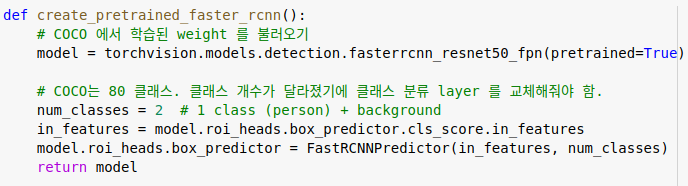 def create_pretrained_faster_rcnn():
    # COCO 에서 학습된 weight 를 불러오기
    model = torchvision.models.detection.fasterrcnn_resnet50_fpn(pretrained=True)

    # COCO는 80 클래스. 클래스 개수가 달라졌기에 클래스 분류 layer 를 교체해줘야 함.
    num_classes = 2  # 1 class (person) + background
    in_features = model.roi_heads.box_predictor.cls_score.in_features
    model.roi_heads.box_predictor = FastRCNNPredictor(in_features, num_classes)
    return model